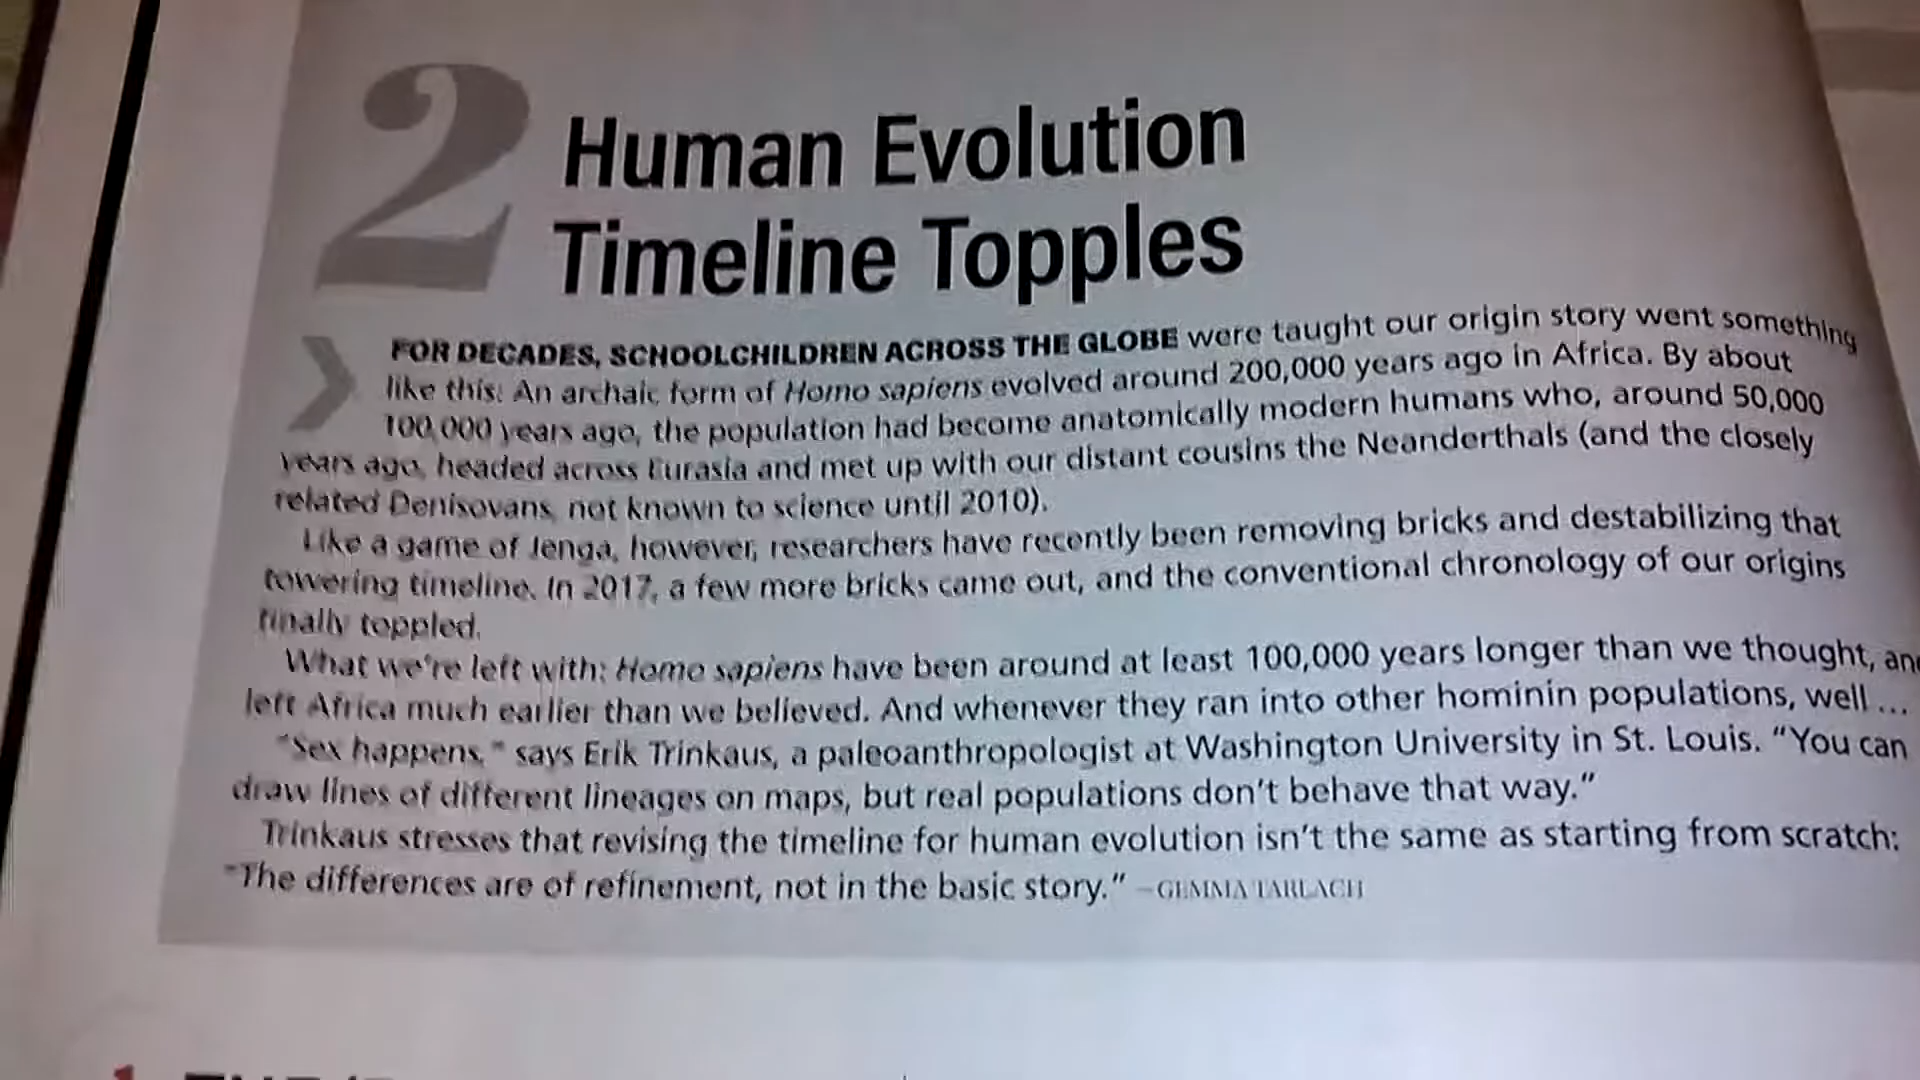 2
Human Evolution
Timeline Topples
FOR DECADES, SCHOOLCHILDREN ACROSS THE GLOBE were taught our origin story went something
like this: An archaic form of Homo sapiens evolved around 200,000 years ago in Africa. By about
100,000 years ago, the population had become anatomically modern humans who, around 50,000
years ago, headed across Eurasia and met up with our distant cousins the Neanderthals (and the closely
related Denisovans, not known to science until 2010).
Like a game of Jenga, however, researchers have recently been removing bricks and destabilizing that
towering timeline. In 2017, a few more bricks came out, and the conventional chronology of our origins
finally toppled.
What we're left with: Homo sapiens have been around at least 100,000 years longer than we thought, and
left Africa much earlier than we believed. And whenever they ran into other hominin populations, well ...
"Sex happens," says Erik Trinkaus, a paleoanthropologist at Washington University in St. Louis. "You can
draw lines of different lineages on maps, but real populations don't behave that way."
Trinkaus stresses that revising the timeline for human evolution isn't the same as starting from scratch:
"The differences are of refinement, not in the basic story." –GEMMA TARLACH